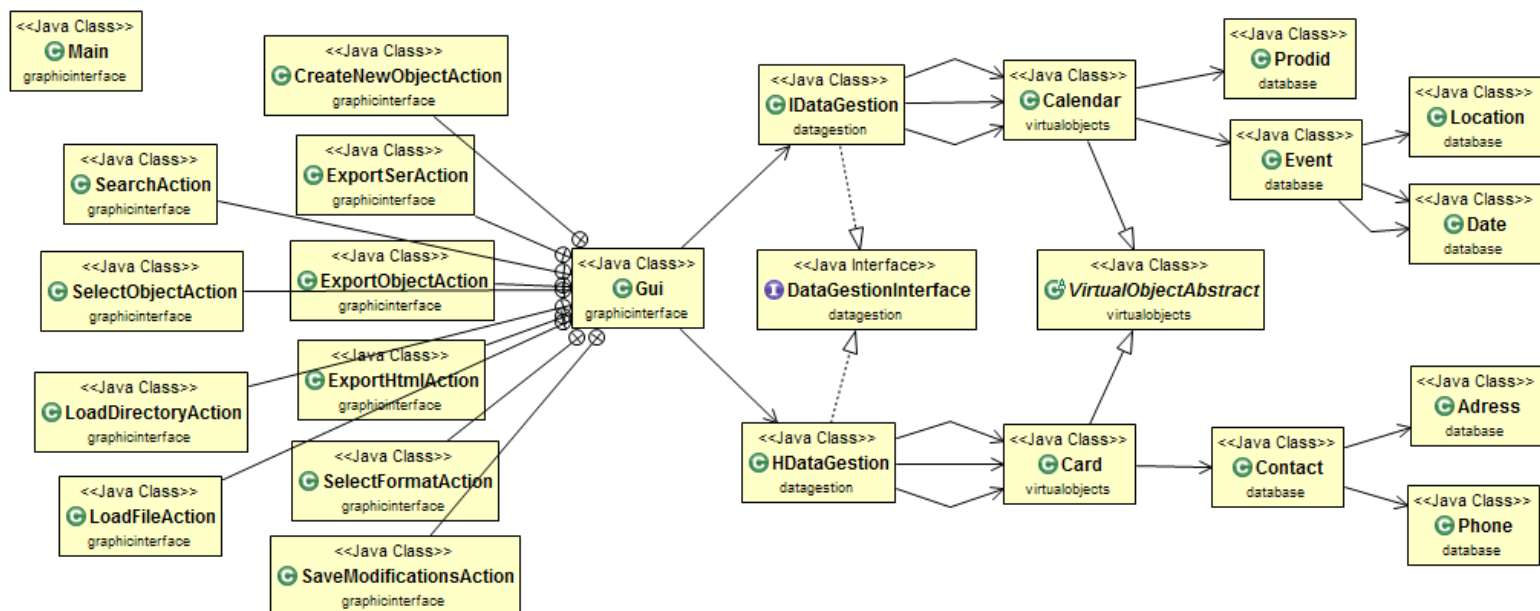 <<Java Class>>
Main
graphicinterface
<<Java Class>>
CreateNewObjectAction
graphicinterface
<<Java Class>>
ExportSerAction
graphicinterface
<<Java Class>>
SearchAction
graphicinterface
<<Java Class>>
ExportObjectAction
graphicinterface
<<Java Class>>
SelectObjectAction
graphicinterface
<<Java Class>>
ExportHtmlAction
graphicinterface
<<Java Class>>
LoadDirectoryAction
graphicinterface
<<Java Class>>
SelectFormatAction
graphicinterface
<<Java Class>>
LoadFileAction
graphicinterface
<<Java Class>>
SaveModificationsAction
graphicinterface
<<Java Class>>
Gui
graphicinterface
<<Java Class>>
IDataGestion
datagestion
<<Java Interface>>
DataGestionInterface
datagestion
<<Java Class>>
HDataGestion
datagestion
<<Java Class>>
Calendar
virtualobjects
<<Java Class>>
VirtualObjectAbstract
virtualobjects
<<Java Class>>
Card
virtualobjects
<<Java Class>>
Prodid
database
<<Java Class>>
Event
database
<<Java Class>>
Location
database
<<Java Class>>
Date
database
<<Java Class>>
Contact
database
<<Java Class>>
Adress
database
<<Java Class>>
Phone
database